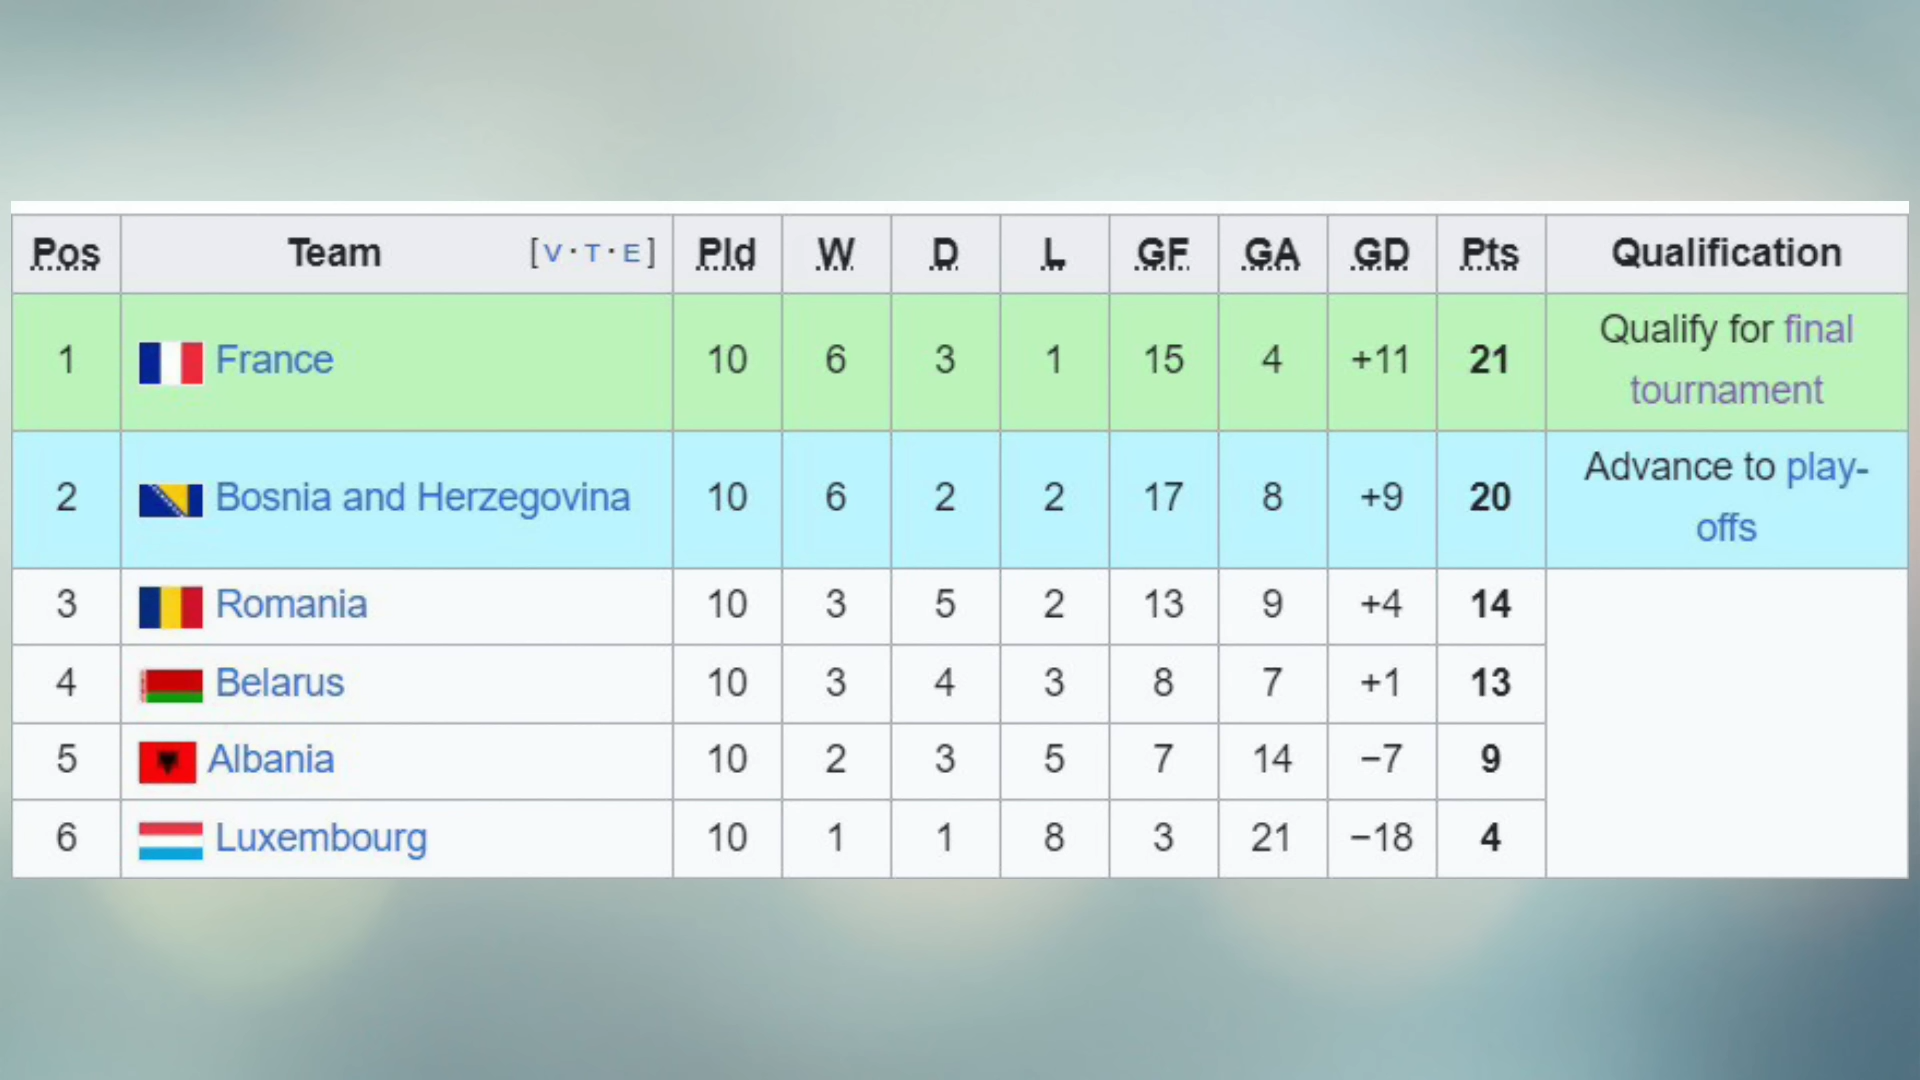 Pos Team [V·T·E] Pld W D L GF GA GD Pts Qualification
1 France 10 6 3 1 15 4 +11 21 Qualify for final
tournament
2 Bosnia and Herzegovina 10 6 2 2 17 8 +9 20 Advance to play-
offs
3 Romania 10 3 5 2 13 9 +4 14
4 Belarus 10 3 4 3 8 7 +1 13
5 Albania 10 2 3 5 7 14 −7 9
6 Luxembourg 10 1 1 8 3 21 −18 4